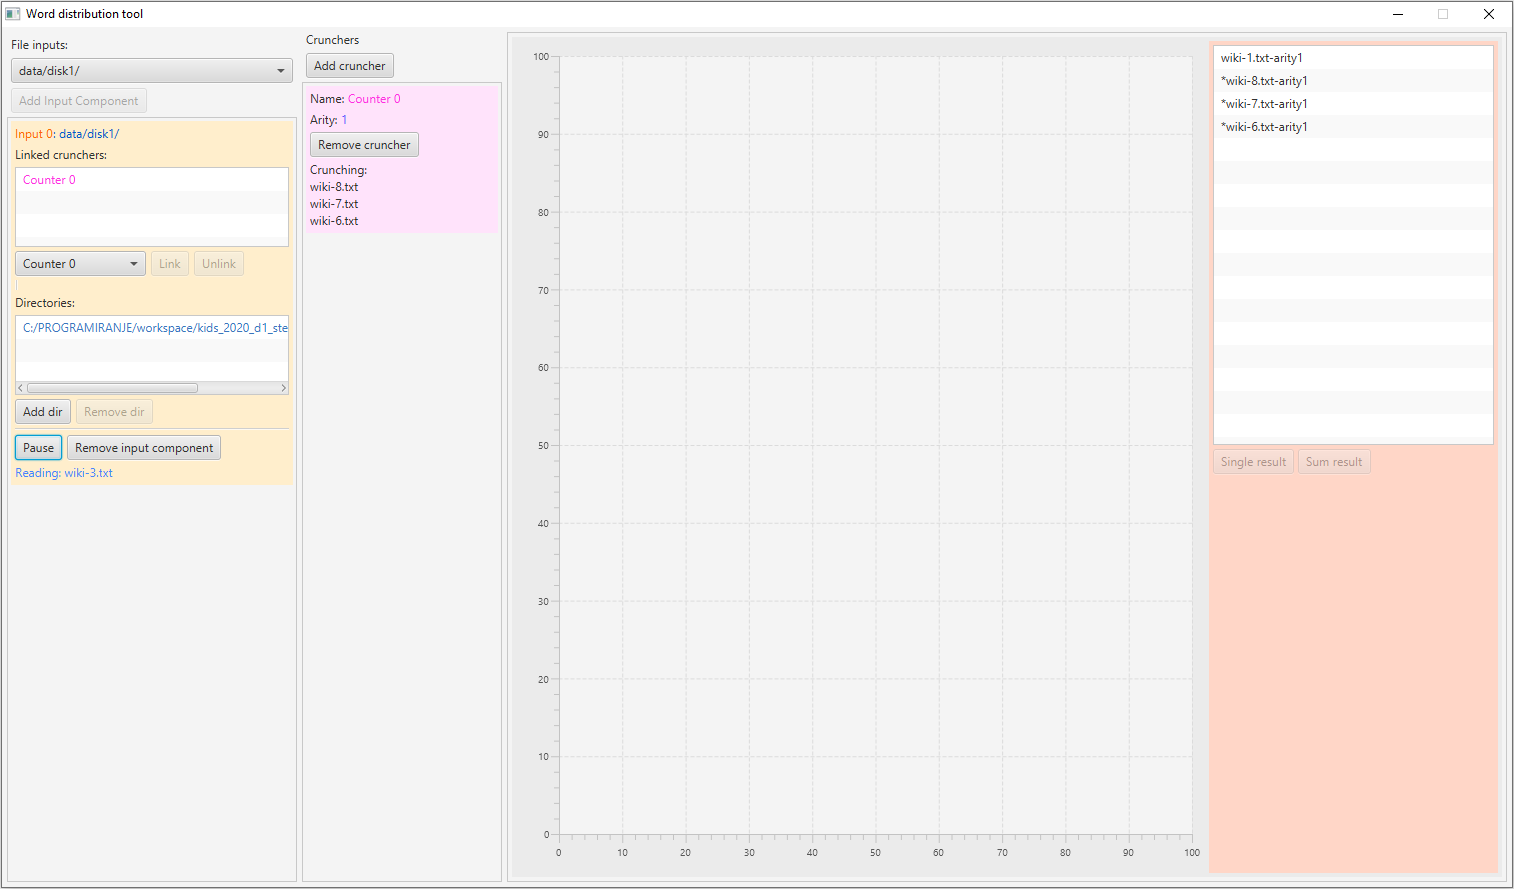 Word distribution tool
File inputs:
data/disk1/
Add Input Component
Input 0: data/disk1/
Linked crunchers:
Counter 0
Counter 0
Link
Unlink
Directories:
C:/PROGRAMIRANJE/workspace/kids_2020_d1_ste
Add dir
Remove dir
Pause
Remove input component
Reading: wiki-3.txt
Crunchers
Add cruncher
Name: Counter 0
Arity: 1
Remove cruncher
Crunching:
wiki-8.txt
wiki-7.txt
wiki-6.txt
100
90
80
70
60
50
40
30
20
10
0
0 10 20 30 40 50 60 70 80 90 100
wiki-1.txt-arity1
*wiki-8.txt-arity1
*wiki-7.txt-arity1
*wiki-6.txt-arity1
Single result
Sum result